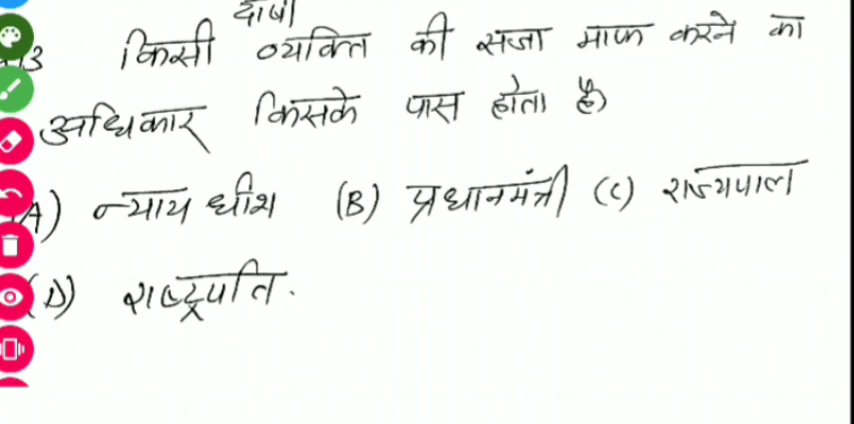 दोषी
किसी व्यक्ति की सजा माफ करने का
अधिकार किसके पास होता है
A) न्यायधीश (B) प्रधानमंत्री (C) राज्यपाल
(D) राष्ट्रपति.